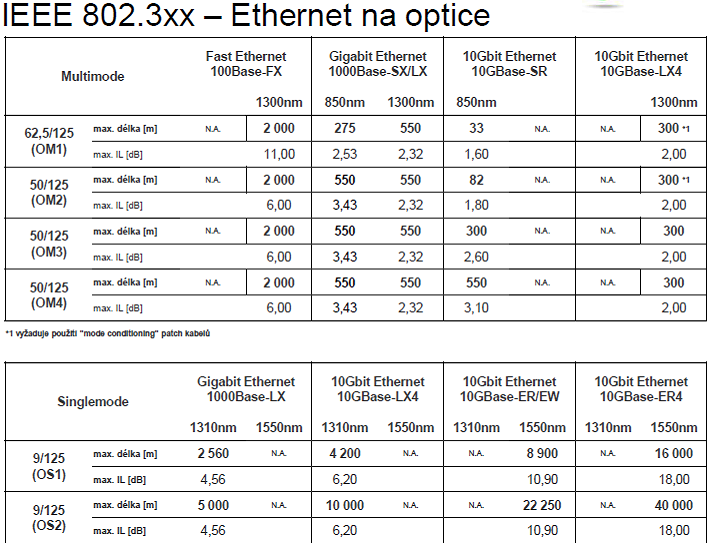 IEEE 802.3xx – Ethernet na optice
Multimode Fast Ethernet 100Base-FX Gigabit Ethernet 1000Base-SX/LX 10Gbit Ethernet 10GBase-SR 10Gbit Ethernet 10GBase-LX4
1300nm 850nm 1300nm 850nm 1300nm
62,5/125 (OM1) max. délka [m] N.A. 2 000 275 550 33 N.A. N.A. 300 *1
max. IL [dB] 11,00 2,53 2,32 1,60 2,00
50/125 (OM2) max. délka [m] N.A. 2 000 550 550 82 N.A. N.A. 300 *1
max. IL [dB] 6,00 3,43 2,32 1,80 2,00
50/125 (OM3) max. délka [m] N.A. 2 000 550 550 300 N.A. N.A. 300
max. IL [dB] 6,00 3,43 2,32 2,60 2,00
50/125 (OM4) max. délka [m] N.A. 2 000 550 550 550 N.A. N.A. 300
max. IL [dB] 6,00 3,43 2,32 3,10 2,00
*1 vyžaduje použití "mode conditioning" patch kabelů
Singlemode Gigabit Ethernet 1000Base-LX 10Gbit Ethernet 10GBase-LX4 10Gbit Ethernet 10GBase-ER/EW 10Gbit Ethernet 10GBase-ER4
1310nm 1550nm 1310nm 1550nm 1310nm 1550nm 1310nm 1550nm
9/125 (OS1) max. délka [m] 2 560 N.A. 4 200 N.A. N.A. 8 900 N.A. 16 000
max. IL [dB] 4,56 6,20 10,90 18,00
9/125 (OS2) max. délka [m] 5 000 N.A. 10 000 N.A. N.A. 22 250 N.A. 40 000
max. IL [dB] 4,56 6,20 10,90 18,00